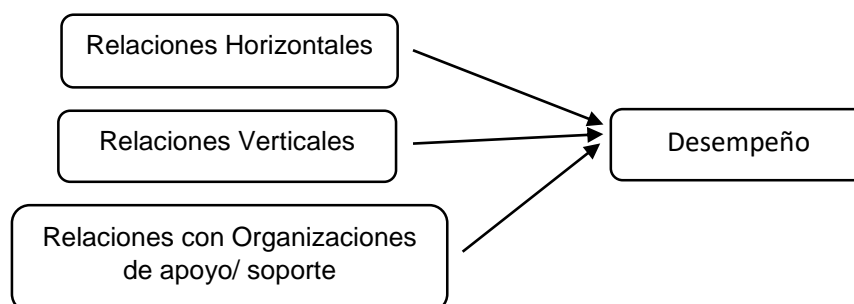 Relaciones Horizontales
Relaciones Verticales
Desempeño
Relaciones con Organizaciones
de apoyo/ soporte